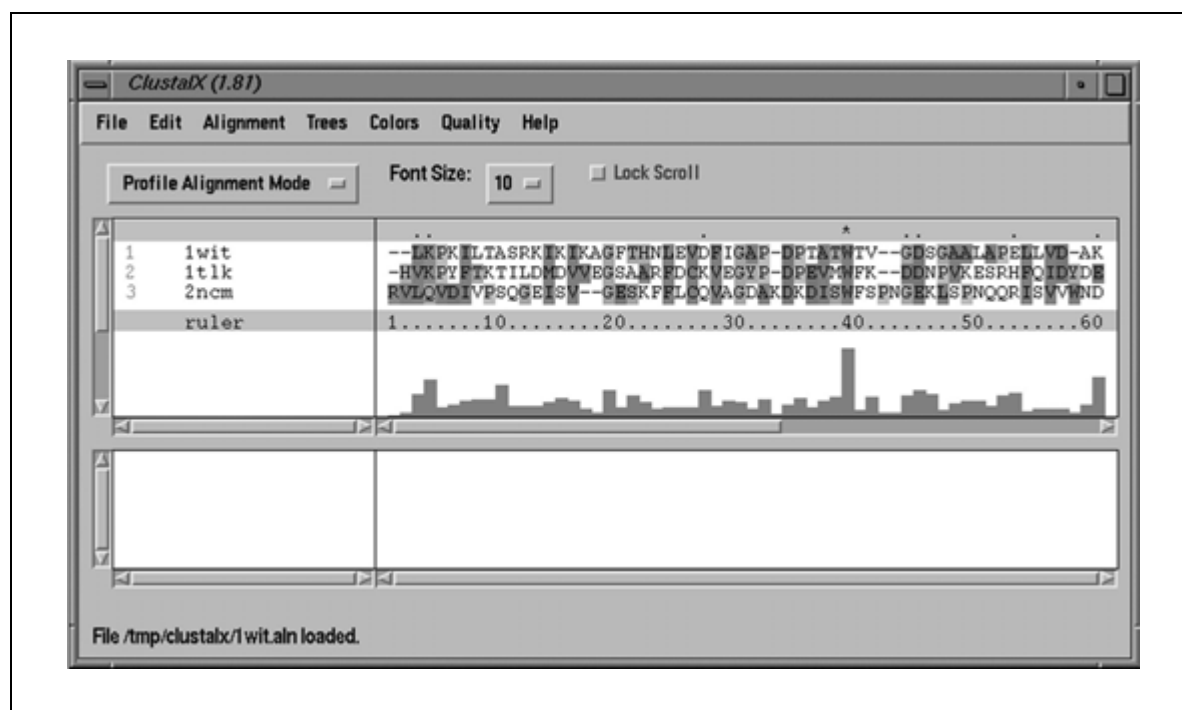 ClustalX (1.81)
File Edit Alignment Trees Colors Quality Help
Profile Alignment Mode Font Size: 10 Lock Scroll
.. . * .. . .
1 1wit --LKPKILTASRKIKIKAGFTHNLEVDFIGAP-DPTATWTV--GDSGAALAPELLVD-AK
2 1tlk -HVKPYFTKTILDMDVVEGSAARFDCKVEGYP-DPEVMWFK--DDNPVKESRHFQIDYDE
3 2ncm RVLQVDIVPSQGEISV--GESKFFLCQVAGDAKDKDISWFSPNGEKLSPNQQRISVVWND
ruler 1.......10........20........30........40........50........60
File /tmp/clustalx/1wit.aln loaded.